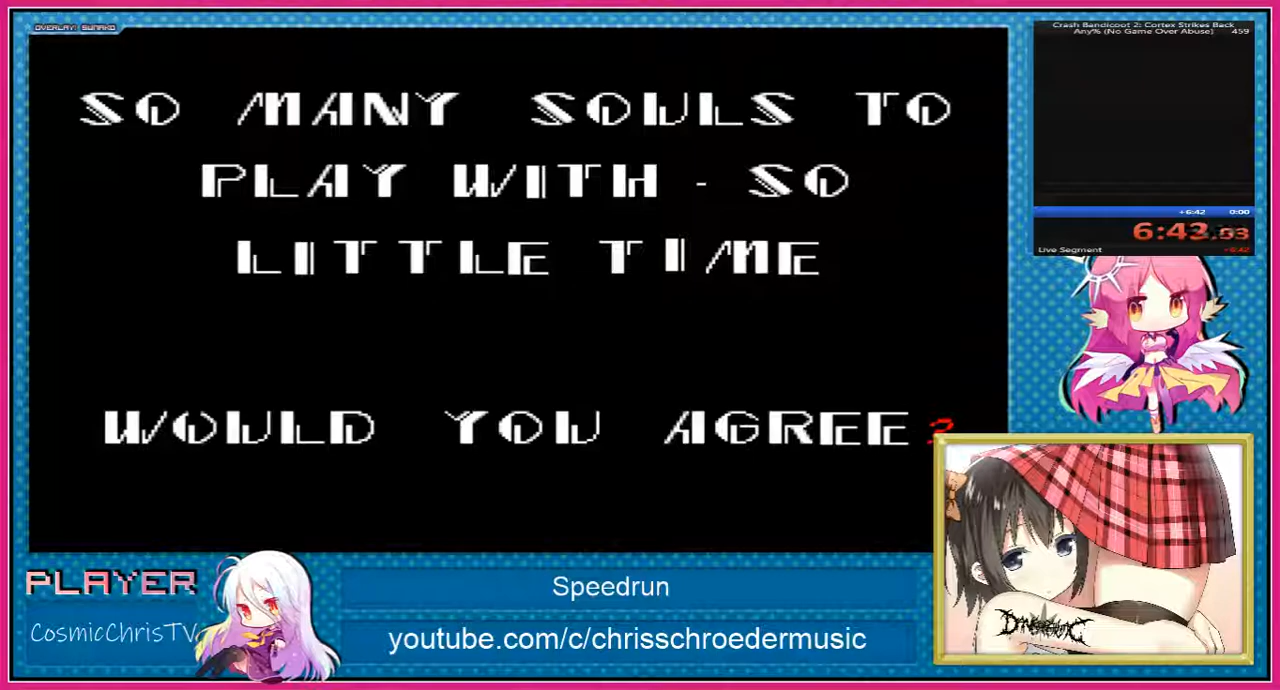 OVERLAY: SUNAKO
SO MANY SOULS TO
PLAY WITH - SO
LITTLE TIME
WOULD YOU AGREE?
Crash Bandicoot 2: Cortex Strikes Back
Any% (No Game Over Abuse) 459
+6:42 0:00
6:43.03
Live Segment +6:42
PLAYER
CosmicChrisTV
Speedrun
youtube.com/c/chrisschroedermusic